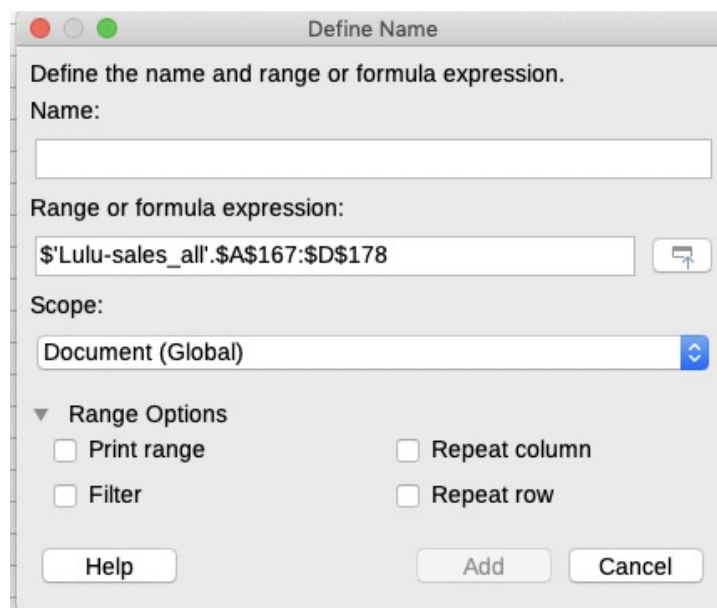 Define Name
Define the name and range or formula expression.
Name:
Range or formula expression:
$'Lulu-sales_all'.$A$167:$D$178
Scope:
Document (Global)
Range Options
Print range Repeat column
Filter Repeat row
Help Add Cancel